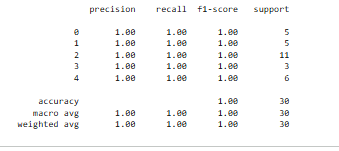 precision recall f1-score support
0 1.00 1.00 1.00 5
1 1.00 1.00 1.00 5
2 1.00 1.00 1.00 11
3 1.00 1.00 1.00 3
4 1.00 1.00 1.00 6
accuracy 1.00 30
macro avg 1.00 1.00 1.00 30
weighted avg 1.00 1.00 1.00 30